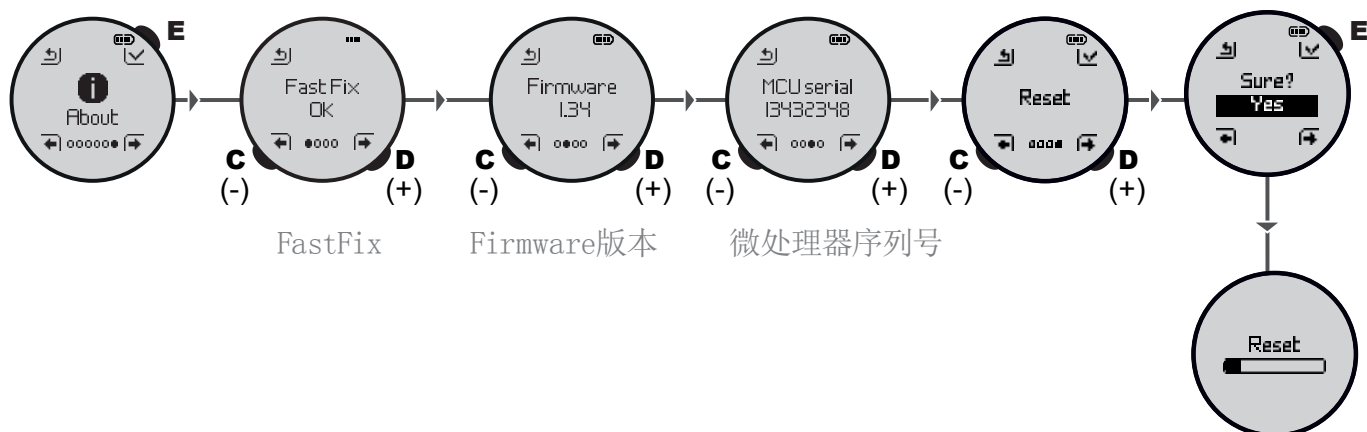 E
About
Fast Fix
OK
C
(-)
D
(+)
FastFix
Firmware
1.34
C
(-)
D
(+)
Firmware版本
MCU serial
13432348
C
(-)
D
(+)
微处理器序列号
Reset
C
(-)
D
(+)
E
Sure?
Yes
Reset